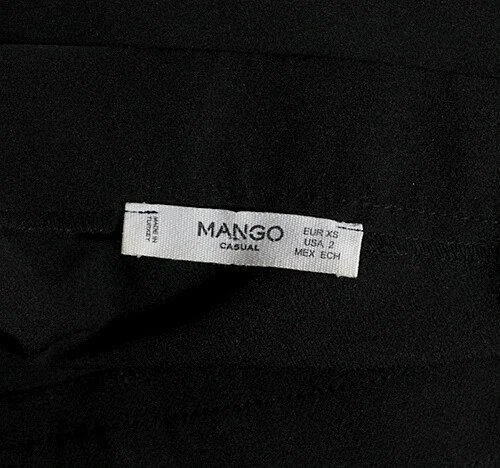 MADE IN
TURKEY
MANGO
CASUAL
EUR XS
USA 2
MEX ECH